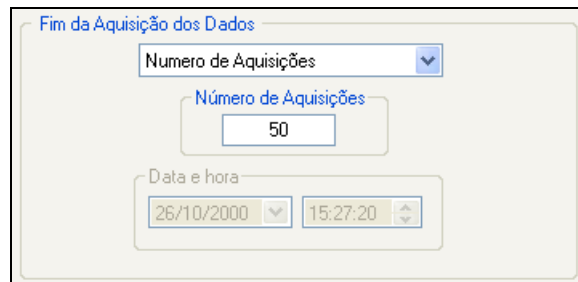 Fim da Aquisição dos Dados
Numero de Aquisições
Número de Aquisições
50
Data e hora
26/10/2000 15:27:20